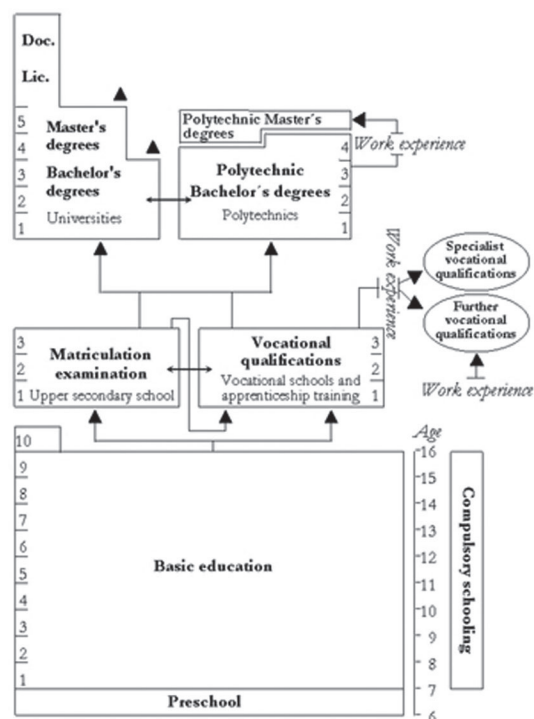 Doc.
Lic.
5
4
3
2
1
Master's
degrees
Bachelor's
degrees
Universities
Polytechnic Master´s
degrees
Work experience
Polytechnic
Bachelor´s degrees
Polytechnics
4
3
2
1
Work experience
Specialist
vocational
qualifications
Further
vocational
qualifications
Work experience
3
2
1
Matriculation
examination
Upper secondary school
Vocational
qualifications
Vocational schools and
apprenticeship training
3
2
1
10
9
8
7
6
5
4
3
2
1
Basic education
Preschool
Age
16
15
14
13
12
11
10
9
8
7
6
Compulsory schooling